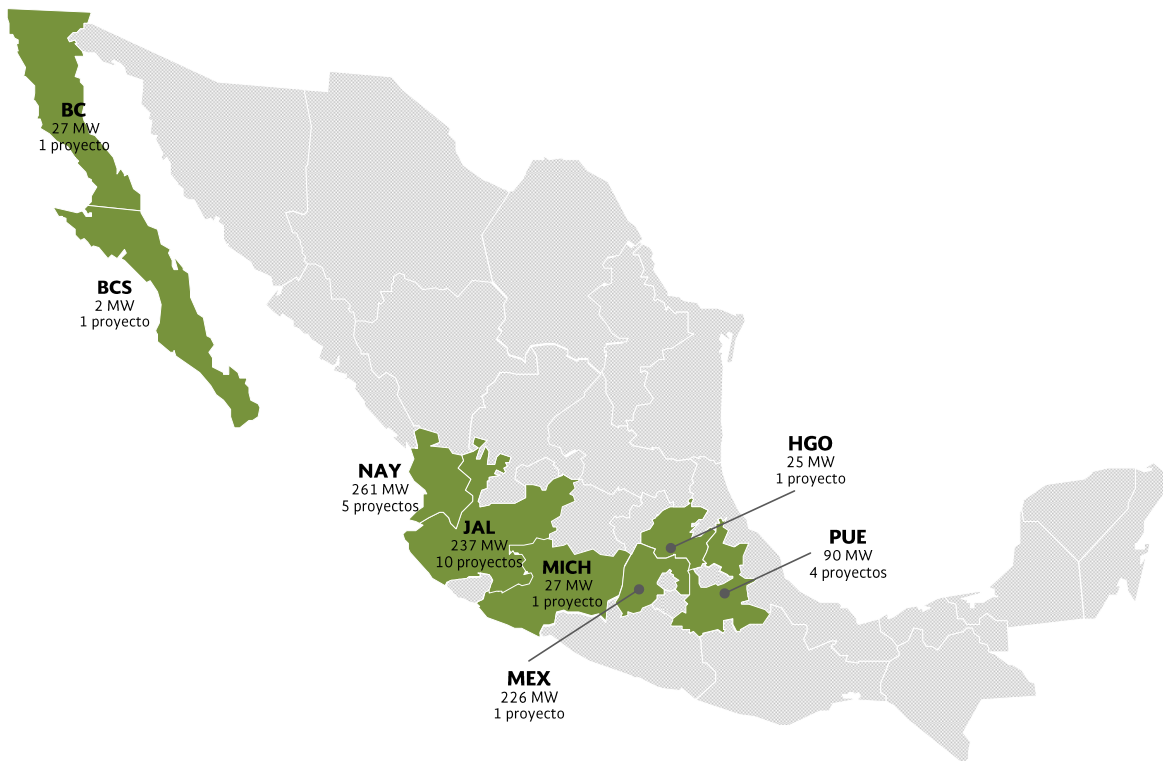 BC
27 MW
1 proyecto
BCS
2 MW
1 proyecto
NAY
261 MW
5 proyectos
JAL
237 MW
10 proyectos
MICH
27 MW
1 proyecto
HGO
25 MW
1 proyecto
PUE
90 MW
4 proyectos
MEX
226 MW
1 proyecto